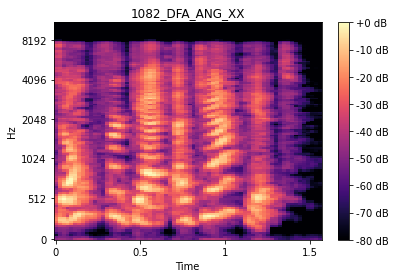 1082_DFA_ANG_XX
8192
4096
2048
1024
512
0
Hz
0
0.5
1
1.5
Time
+0 dB
-10 dB
-20 dB
-30 dB
-40 dB
-50 dB
-60 dB
-70 dB
-80 dB